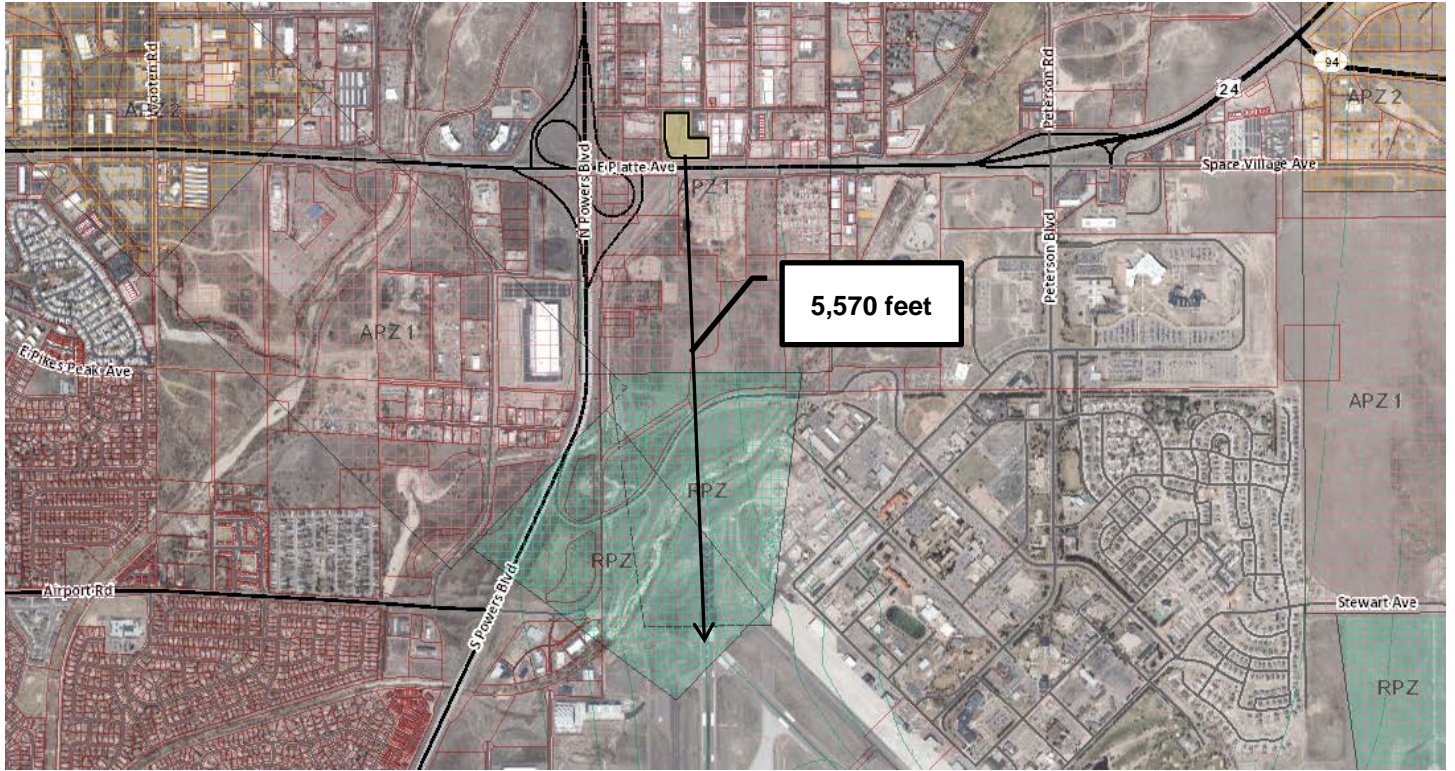 Wooten Rd
APZ 2
N Powers Blvd
E Platte Ave
APZ 1
Peterson Rd
24
94
APZ 2
Space Village Ave
Peterson Blvd
5,570 feet
APZ 1
E Pikes Peak Ave
APZ 1
RPZ
RPZ
Airport Rd
S Powers Blvd
Stewart Ave
RPZ